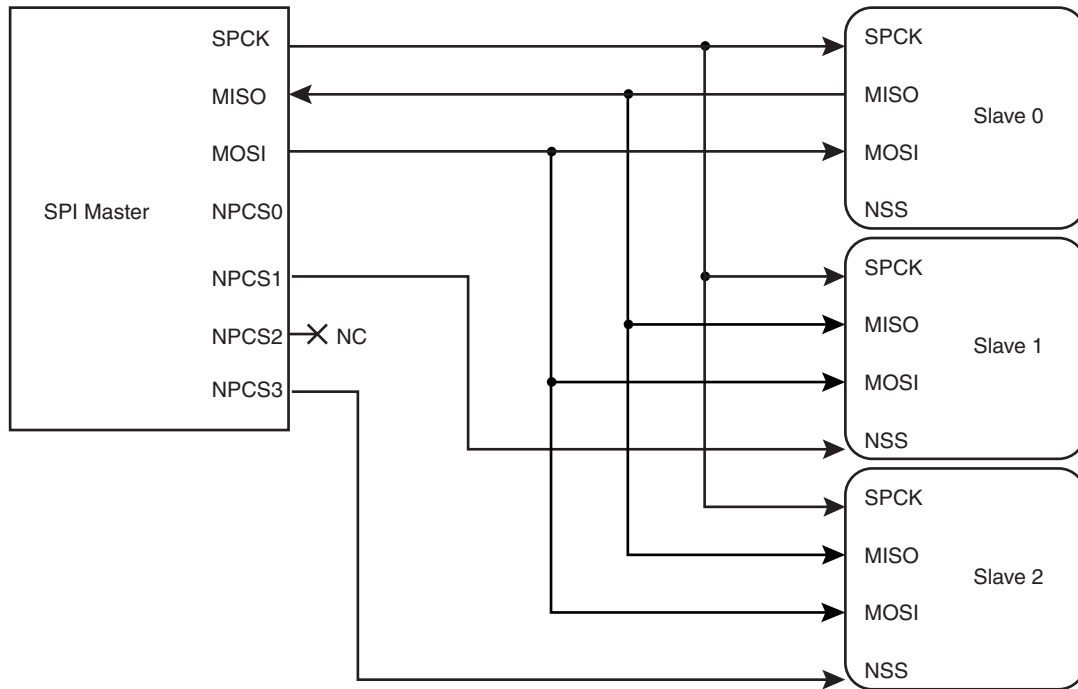 SPI Master
SPCK
MISO
MOSI
NPCS0
NPCS1
NPCS2
NC
NPCS3
SPCK
MISO
Slave 0
MOSI
NSS
SPCK
MISO
Slave 1
MOSI
NSS
SPCK
MISO
Slave 2
MOSI
NSS